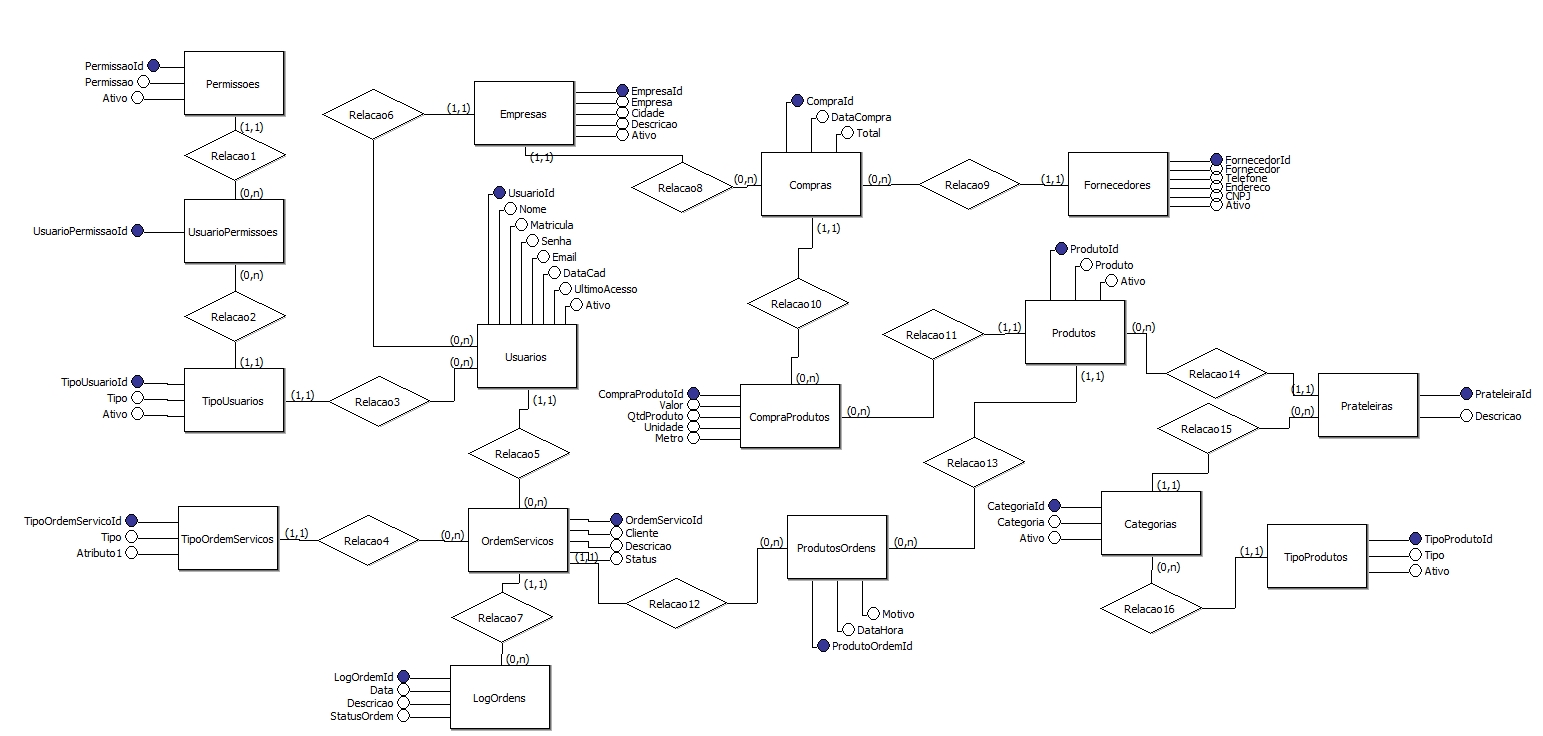 PermissaoId
Permissao
Ativo
Permissoes
(1,1)
Relacao1
(0,n)
UsuarioPermissaoId
UsuarioPermissoes
(0,n)
Relacao2
(1,1)
TipoUsuarioId
Tipo
Ativo
TipoUsuarios
(1,1)
Relacao3
(0,n)
Relacao6
(1,1)
(0,n)
Empresas
EmpresaId
Empresa
Cidade
Descricao
Ativo
(1,1)
Relacao8
(0,n)
UsuarioId
Nome
Matricula
Senha
Email
DataCad
UltimoAcesso
Ativo
Usuarios
(1,1)
Relacao5
(0,n)
CompraId
DataCompra
Total
Compras
(0,n)
Relacao9
(1,1)
Fornecedores
FornecedorId
Fornecedor
Telefone
Endereco
CNPJ
Ativo
(1,1)
Relacao10
(0,n)
CompraProdutoId
Valor
QtdProduto
Unidade
Metro
CompraProdutos
(0,n)
Relacao11
(1,1)
ProdutoId
Produto
Ativo
Produtos
(0,n)
Relacao14
(1,1)
(1,1)
Relacao13
(0,n)
Prateleiras
PrateleiraId
Descricao
(0,n)
Relacao15
(1,1)
CategoriaId
Categoria
Ativo
Categorias
(0,n)
Relacao16
(1,1)
TipoProdutos
TipoProdutoId
Tipo
Ativo
TipoOrdemServicoId
Tipo
Atributo1
TipoOrdemServicos
(1,1)
Relacao4
(0,n)
OrdemServicos
OrdemServicoId
Cliente
Descricao
Status
(1,1)
Relacao12
(0,n)
ProdutosOrdens
Motivo
DataHora
ProdutoOrdemId
(1,1)
Relacao7
(0,n)
LogOrdemId
Data
Descricao
StatusOrdem
LogOrdens